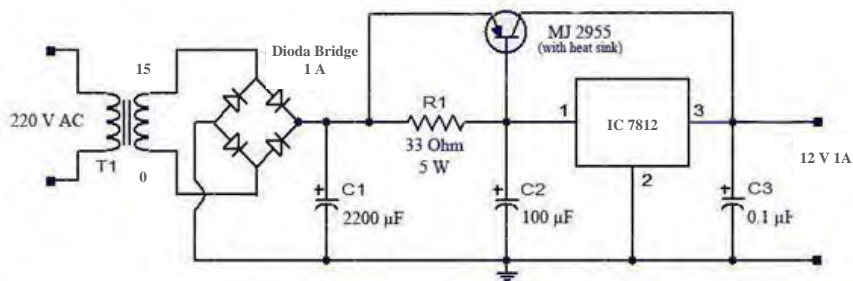 MJ 2955
(with heat sink)
Dioda Bridge
1 A
15
220 V AC
T1
0
R1
33 Ohm
5 W
1
IC 7812
3
2
12 V 1A
C1
2200 µF
C2
100 µF
C3
0.1 µF